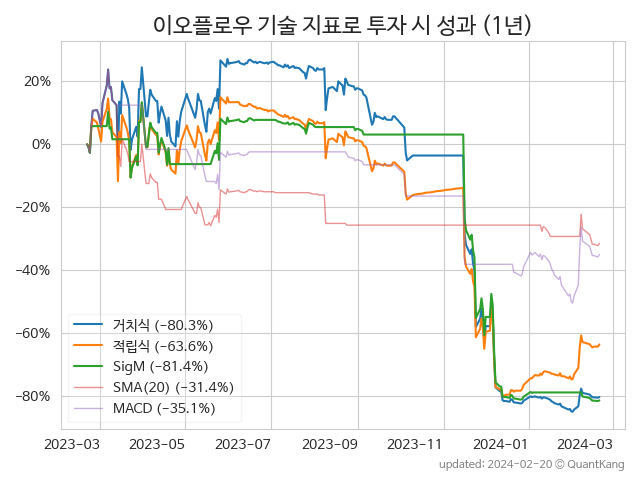 이오플로우 기술 지표로 투자 시 성과 (1년)
20%
0%
−20%
−40%
−60%
−80%
거치식 (−80.3%)
적립식 (−63.6%)
SigM (−81.4%)
SMA(20) (−31.4%)
MACD (−35.1%)
2023−03 2023−05 2023−07 2023−09 2023−11 2024−01 2024−03
updated: 2024−02−20 © QuantKang